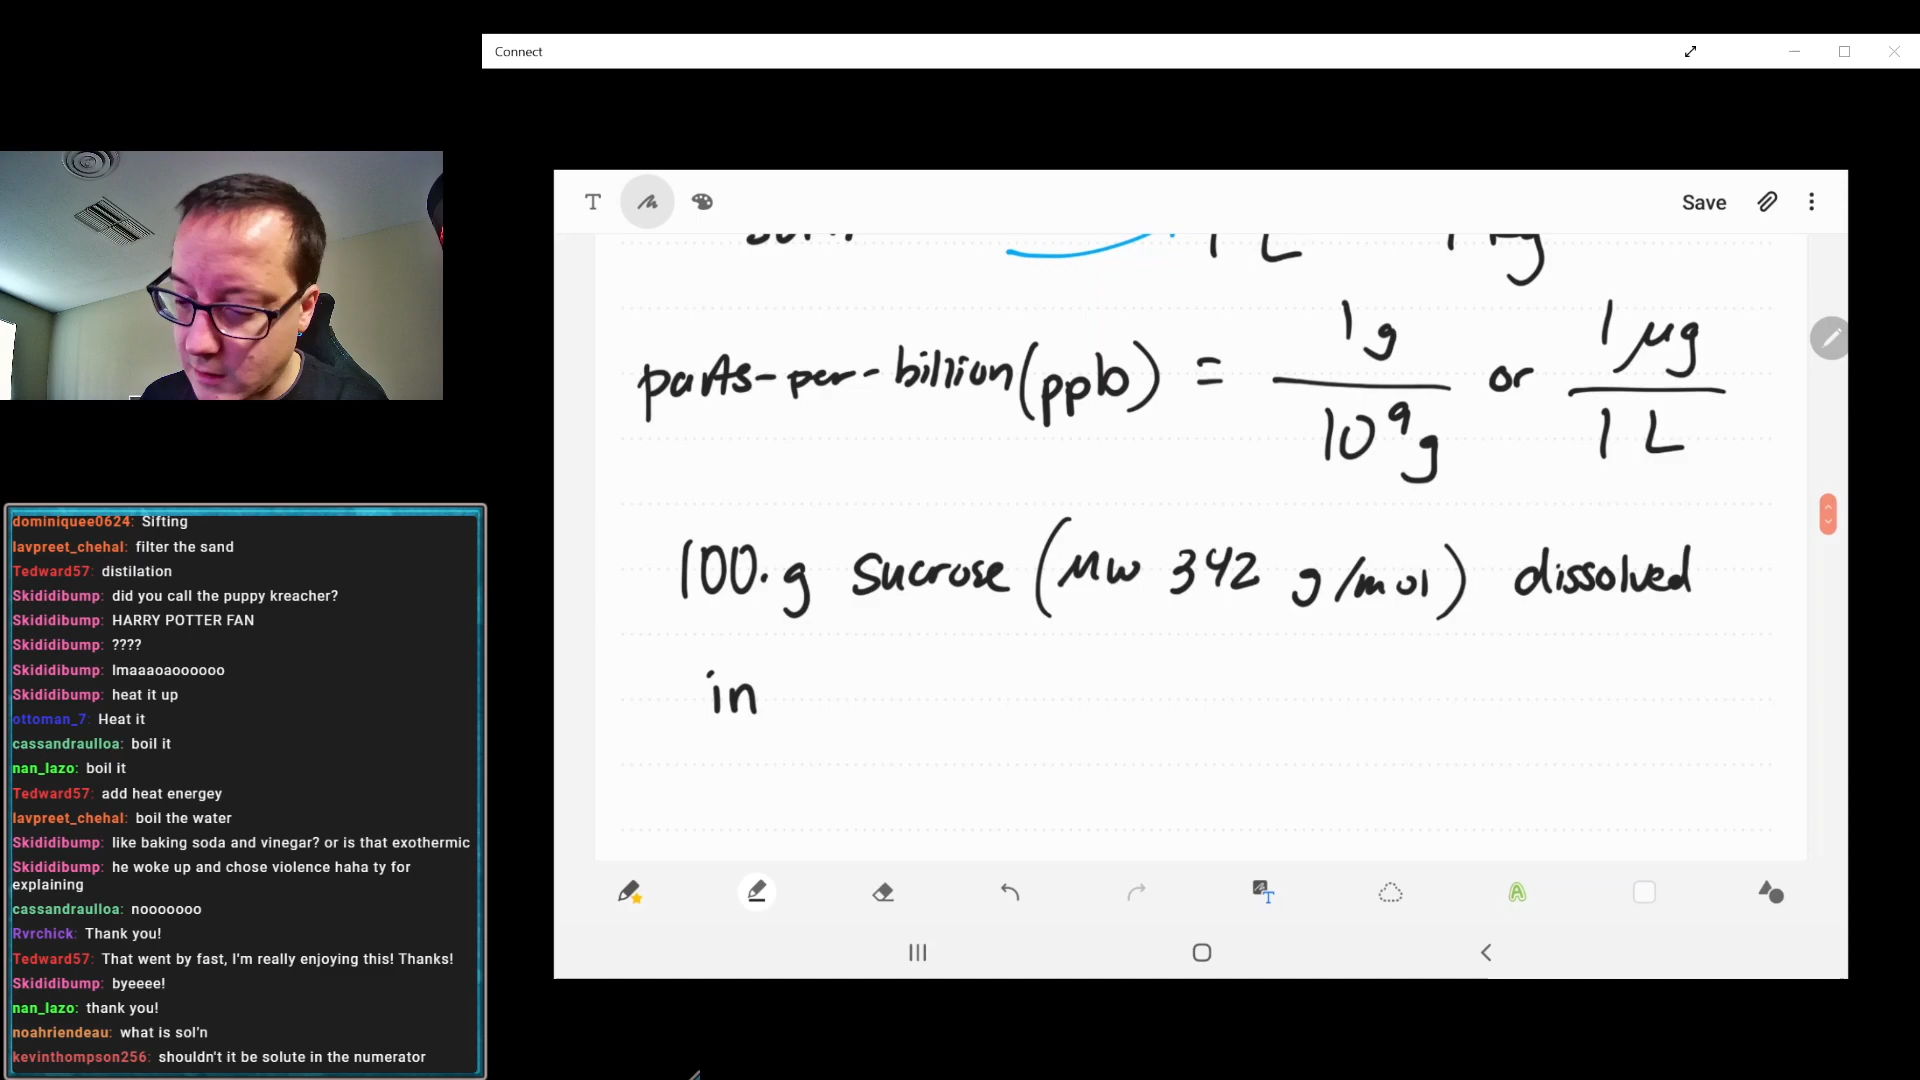 Connect
T
Save
1 L
parts-per-billion (ppb) = 1 g / 10⁹ g or 1 µg / 1 L
100. g Sucrose (MW 342 g/mol) dissolved
in
dominiquee0624: Sifting
lavpreet_chehal: filter the sand
Tedward57: distilation
Skididibump: did you call the puppy kreacher?
Skididibump: HARRY POTTER FAN
Skididibump: ????
Skididibump: lmaaaoaoooooo
Skididibump: heat it up
ottoman_7: Heat it
cassandraulloa: boil it
nan_lazo: boil it
Tedward57: add heat energey
lavpreet_chehal: boil the water
Skididibump: like baking soda and vinegar? or is that exothermic
Skididibump: he woke up and chose violence haha ty for
explaining
cassandraulloa: nooooooo
Rvrchick: Thank you!
Tedward57: That went by fast, I'm really enjoying this! Thanks!
Skididibump: byeeee!
nan_lazo: thank you!
noahriendeau: what is sol'n
kevinthompson256: shouldn't it be solute in the numerator